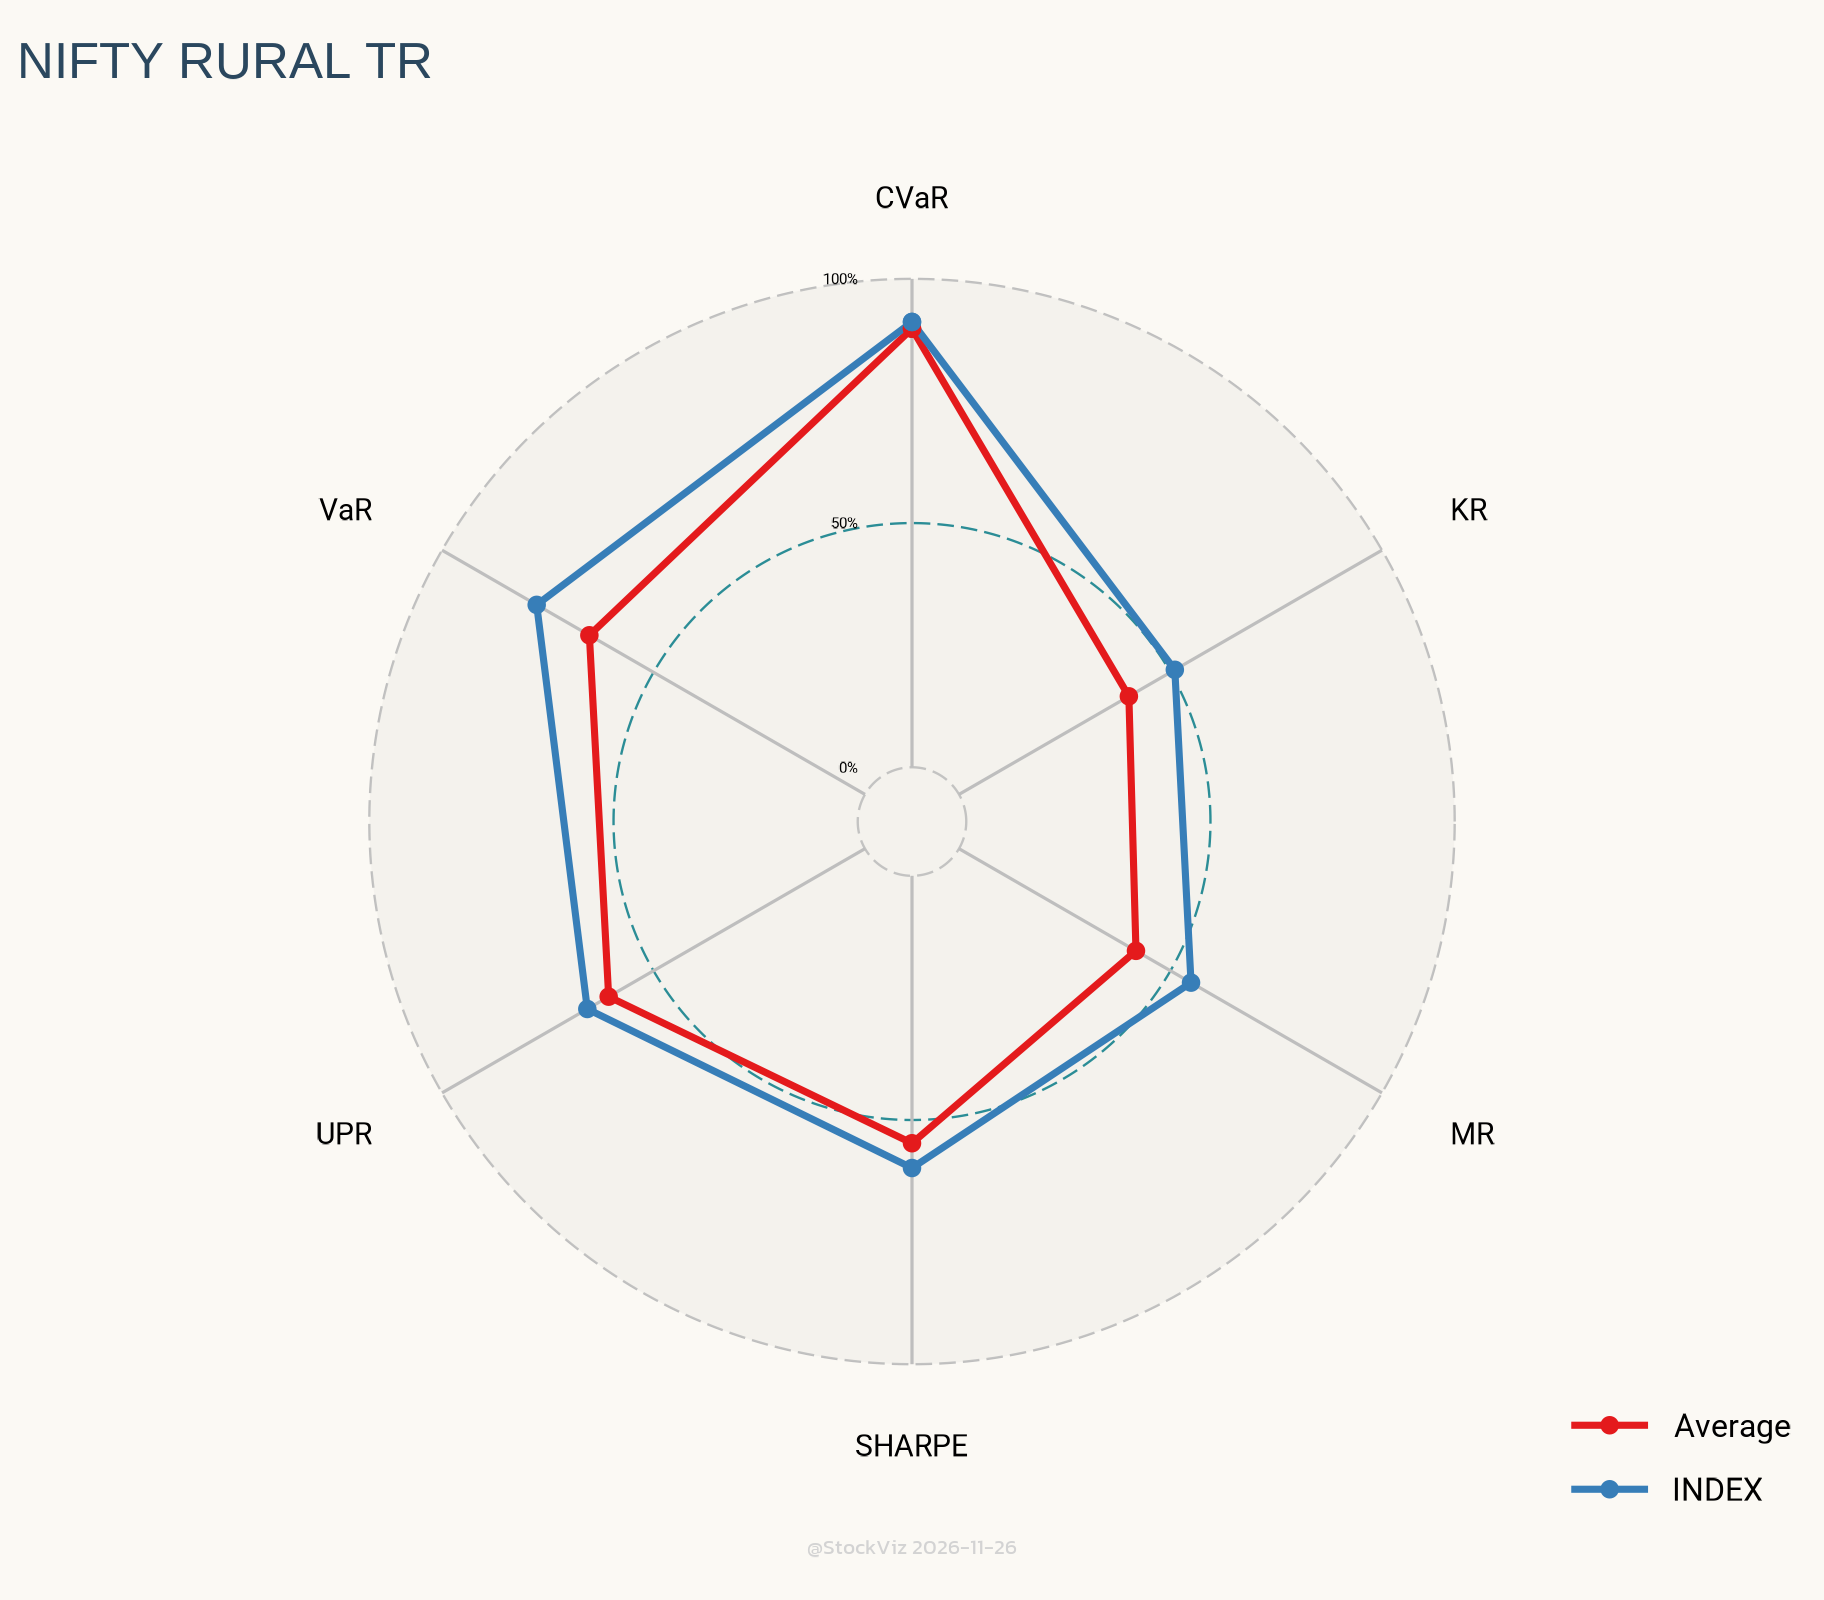 NIFTY RURAL TR
CVaR
100%
VaR
KR
50%
0%
UPR
MR
SHARPE
Average
INDEX
@StockViz 2026-11-26